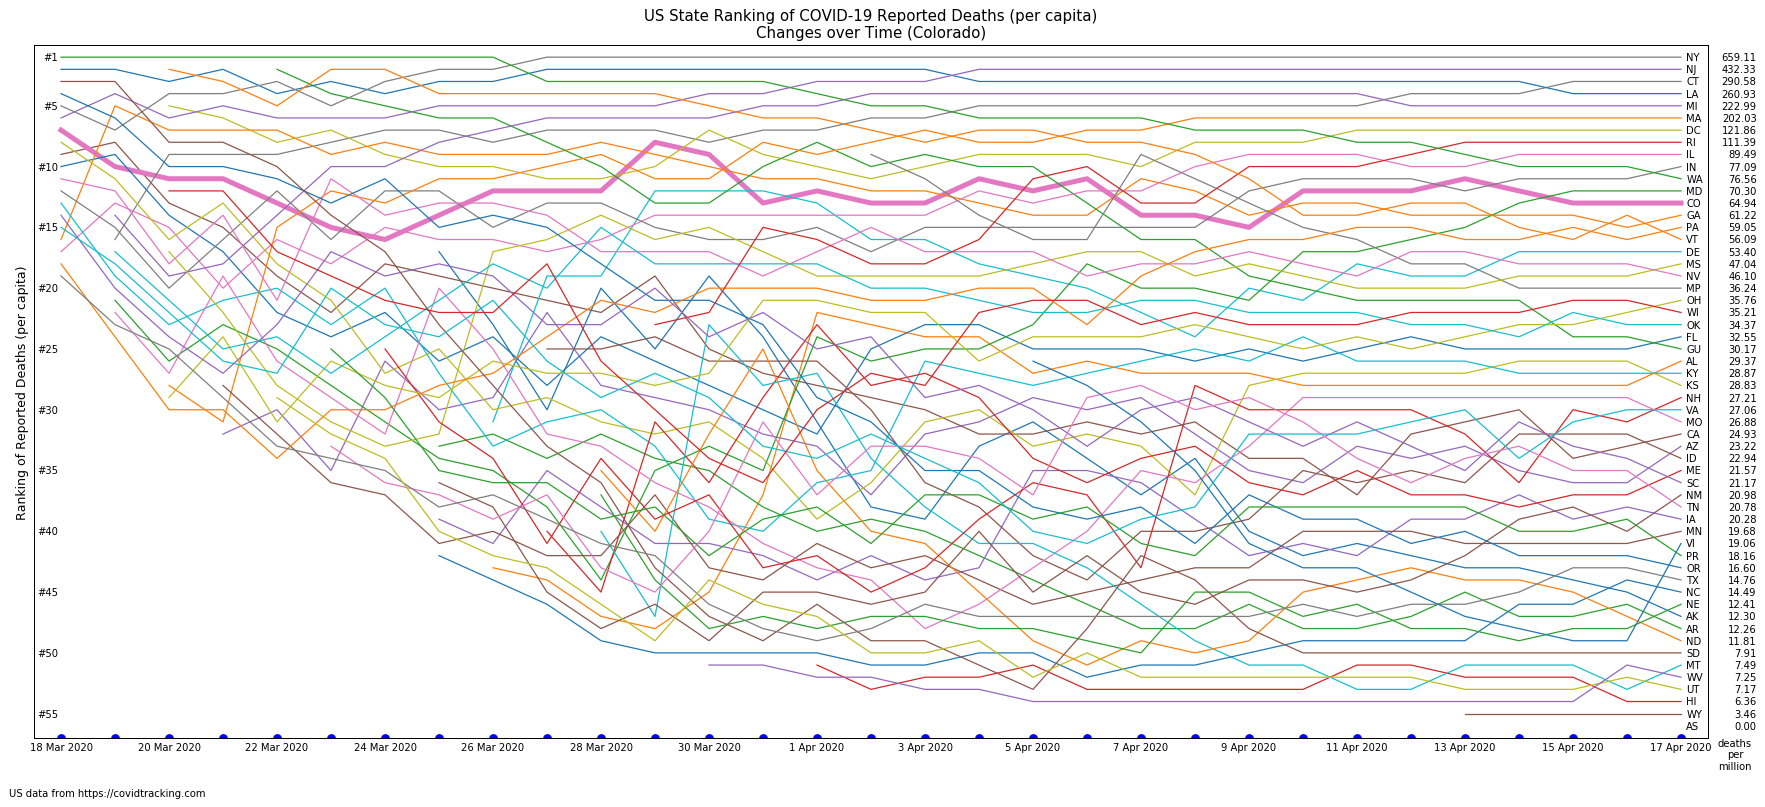 US State Ranking of COVID-19 Reported Deaths (per capita)
Changes over Time (Colorado)
Ranking of Reported Deaths (per capita)
#1
#5
#10
#15
#20
#25
#30
#35
#40
#45
#50
#55
NY 659.11
NJ 432.33
CT 290.58
LA 260.93
MI 222.99
MA 202.03
DC 121.86
RI 111.39
IL 89.49
IN 77.09
WA 76.56
MD 70.30
CO 64.94
GA 61.22
PA 59.05
VT 56.09
DE 53.40
MS 47.04
NV 46.10
MP 36.24
OH 35.76
WI 35.21
OK 34.37
FL 32.55
GU 30.17
AL 29.37
KY 28.87
KS 28.83
NH 27.21
VA 27.06
MO 26.88
CA 24.93
AZ 23.22
ID 22.94
ME 21.57
SC 21.17
NM 20.98
TN 20.78
IA 20.28
MN 19.68
VI 19.06
PR 18.16
OR 16.60
TX 14.76
NC 14.49
NE 12.41
AK 12.30
AR 12.26
ND 11.81
SD 7.91
MT 7.49
WV 7.25
UT 7.17
HI 6.36
WY 3.46
AS 0.00
18 Mar 2020 20 Mar 2020 22 Mar 2020 24 Mar 2020 26 Mar 2020 28 Mar 2020 30 Mar 2020 1 Apr 2020 3 Apr 2020 5 Apr 2020 7 Apr 2020 9 Apr 2020 11 Apr 2020 13 Apr 2020 15 Apr 2020 17 Apr 2020
deaths
per
million
US data from https://covidtracking.com